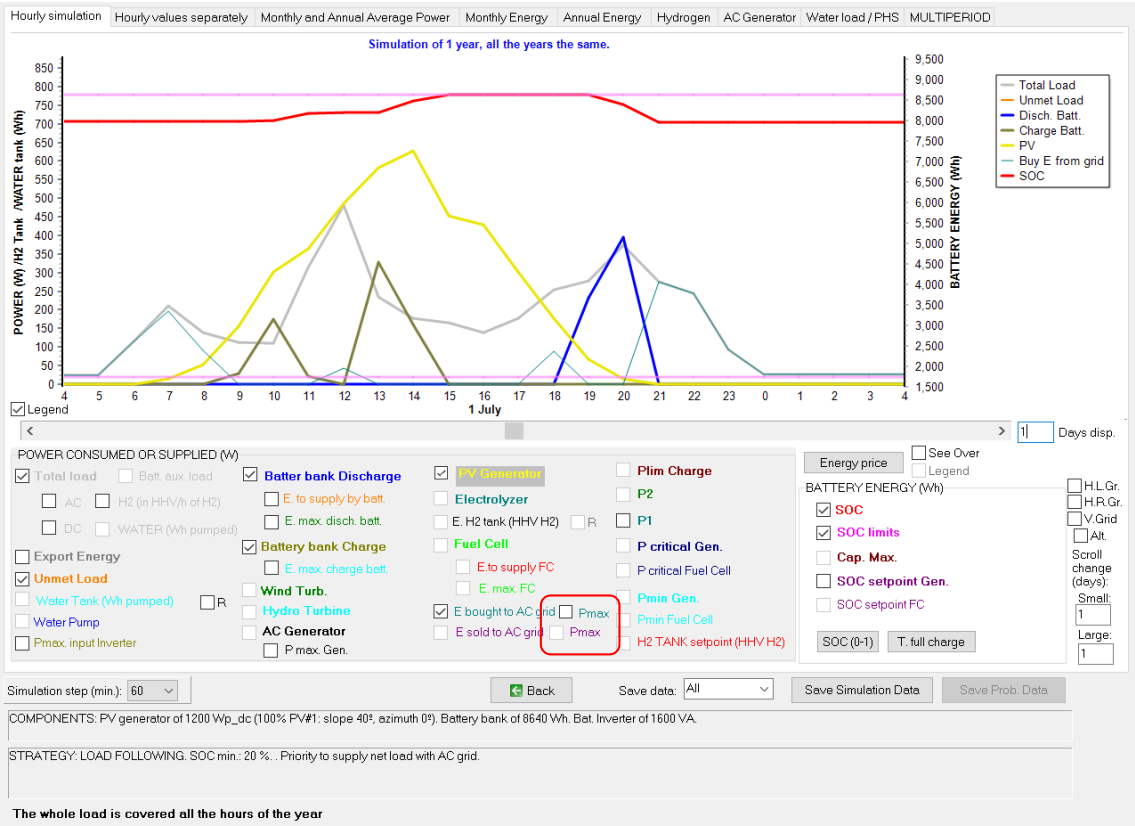 Hourly simulation Hourly values separately Monthly and Annual Average Power Monthly Energy Annual Energy Hydrogen AC Generator Water load / PHS MULTIPERIOD
Simulation of 1 year, all the years the same.
POWER (W) /H2 Tank /WATER tank (Wh)
850
800
750
700
650
600
550
500
450
400
350
300
250
200
150
100
50
0
9,500
9,000
8,500
8,000
7,500
7,000
6,500
6,000
5,500
5,000
4,500
4,000
3,500
3,000
2,500
2,000
1,500
BATTERY ENERGY (Wh)
Total Load
Unmet Load
Disch. Batt.
Charge Batt.
PV
Buy E from grid
SOC
4 5 6 7 8 9 10 11 12 13 14 15 16 17 18 19 20 21 22 23 0 1 2 3 4
1 July
Legend
1 Days disp.
POWER CONSUMED OR SUPPLIED (W)
Total load
Batt. aux. load
AC
H2 (in HHV/h of H2)
DC
WATER (Wh pumped)
Export Energy
Unmet Load
Water Tank (Wh pumped)
R
Water Pump
Pmax. input Inverter
Batter bank Discharge
E. to supply by batt.
E. max. disch. batt.
Battery bank Charge
E. max. charge batt.
Wind Turb.
Hydro Turbine
AC Generator
P max. Gen.
PV Generator
Electrolyzer
E. H2 tank (HHV H2)
R
Fuel Cell
E.to supply FC
E. max. FC
E bought to AC grid
Pmax
E sold to AC grid
Pmax
Plim Charge
P2
P1
P critical Gen.
P critical Fuel Cell
Pmin Gen.
Pmin Fuel Cell
H2 TANK setpoint (HHV H2)
Energy price
See Over
Legend
BATTERY ENERGY (Wh)
SOC
SOC limits
Cap. Max.
SOC setpoint Gen.
SOC setpoint FC
SOC (0-1)
T. full charge
H.L.Gr.
H.R.Gr.
V.Grid
Alt.
Scroll
change
(days):
Small:
1
Large:
1
Simulation step (min.): 60
Back
Save data: All
Save Simulation Data
Save Prob. Data
COMPONENTS: PV generator of 1200 Wp_dc (100% PV#1: slope 40º, azimuth 0º). Battery bank of 8640 Wh. Bat. Inverter of 1600 VA.
STRATEGY: LOAD FOLLOWING. SOC min.: 20 %. . Priority to supply net load with AC grid.
The whole load is covered all the hours of the year